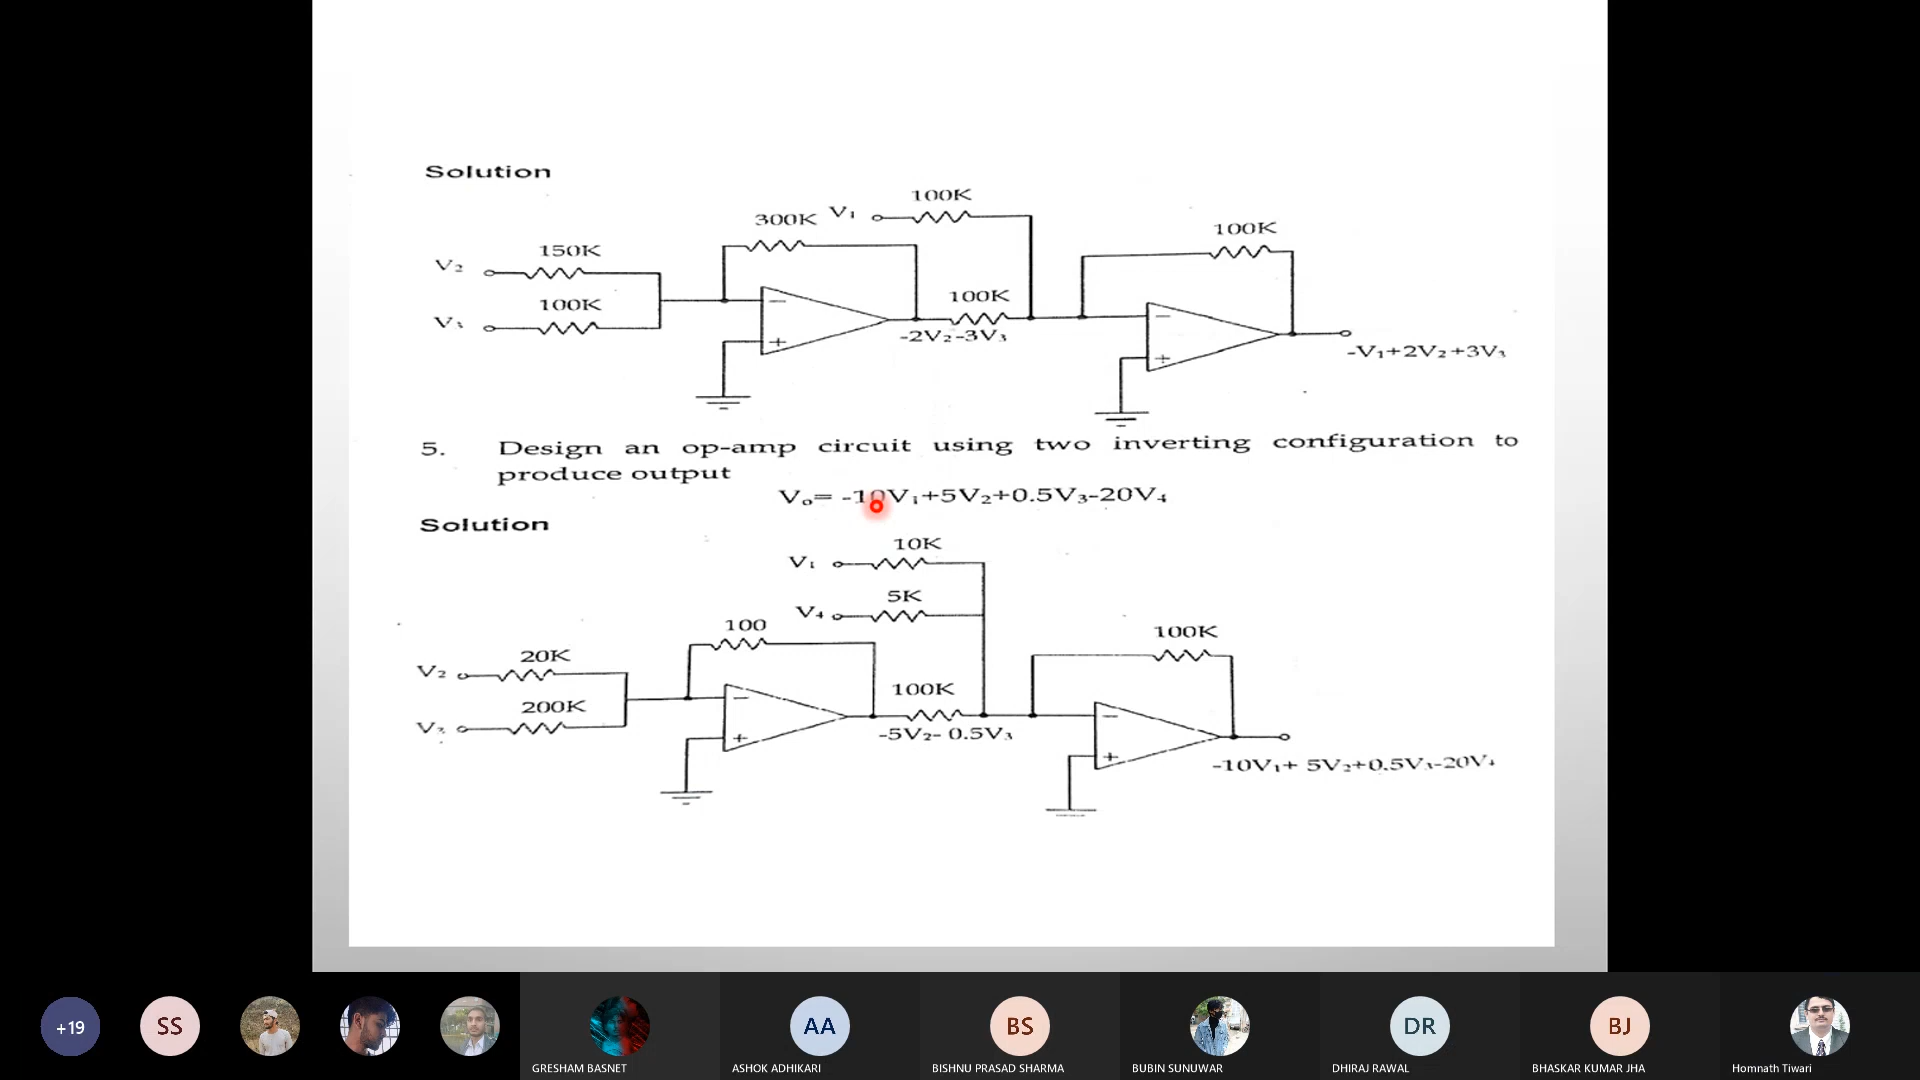 Solution
100K
300K V₁
100K
150K
V₂
100K
100K
V₃
−
+
-2V₂-3V₃
−
+
-V₁+2V₂+3V₃
5. Design an op-amp circuit using two inverting configuration to
produce output
Vₒ= -10V₁+5V₂+0.5V₃-20V₄
Solution
10K
V₁
5K
V₄
100
100K
20K
V₂
100K
200K
V₃
−
+
-5V₂- 0.5V₃
−
+
-10V₁+ 5V₂+0.5V₃-20V₄
+19
SS
AA
BS
DR
BJ
GRESHAM BASNET
ASHOK ADHIKARI
BISHNU PRASAD SHARMA
BUBIN SUNUWAR
DHIRAJ RAWAL
BHASKAR KUMAR JHA
Homnath Tiwari